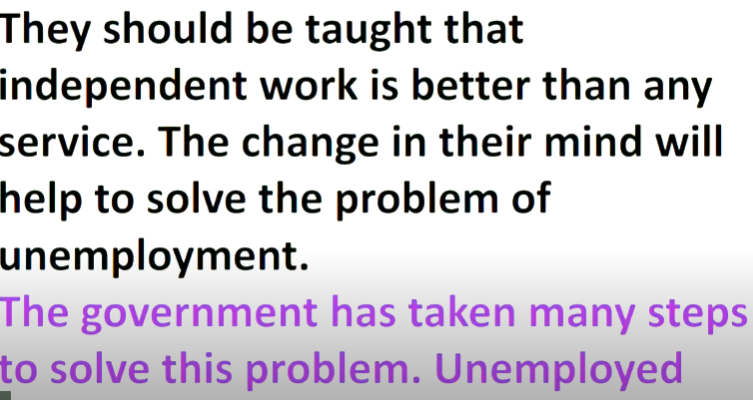 They should be taught that
independent work is better than any
service. The change in their mind will
help to solve the problem of
unemployment.
The government has taken many steps
to solve this problem. Unemployed